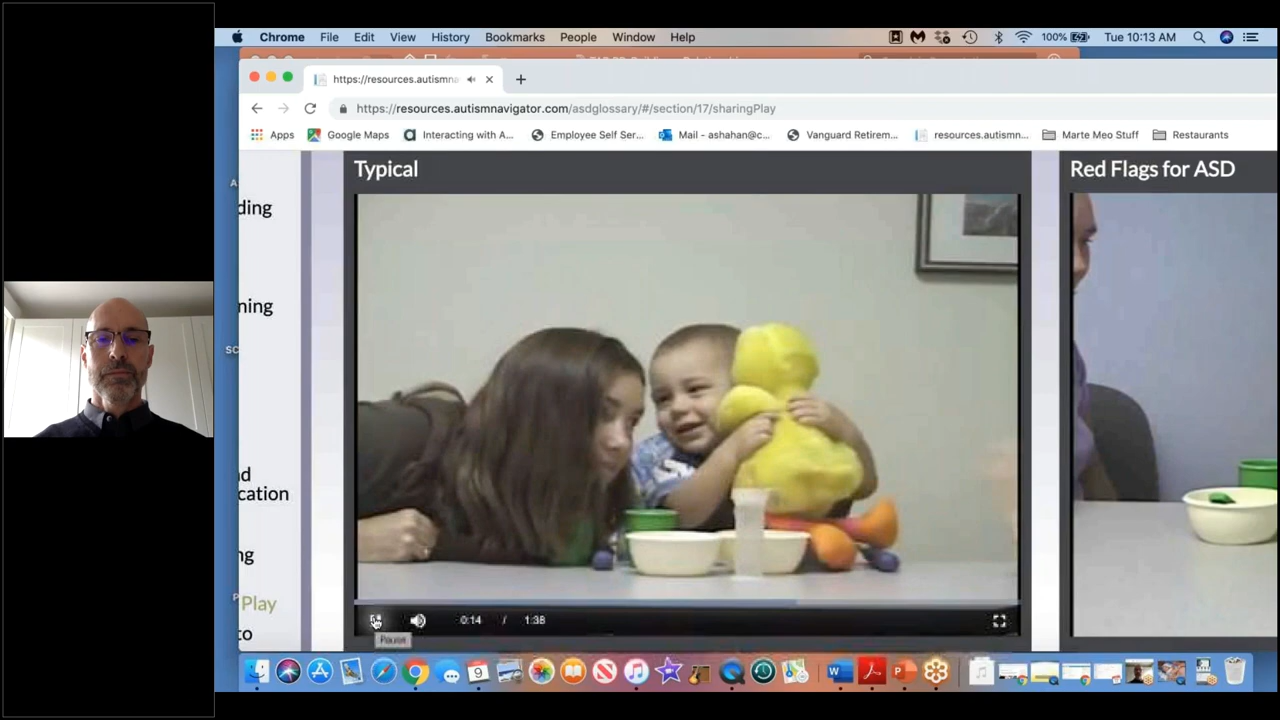 Chrome File Edit View History Bookmarks People Window Help 100% Tue 10:13 AM
https://resources.autismna
https://resources.autismnavigator.com/asdglossary/#/section/17/sharingPlay
Apps Google Maps Interacting with A... Employee Self Ser... Mail - ashahan@c... Vanguard Retirem... resources.autismn... Marte Meo Stuff Restaurants
Typical
Red Flags for ASD
ding
ning
sc
d
cation
ng
Play
to
0:14 / 1:38
Pause
9